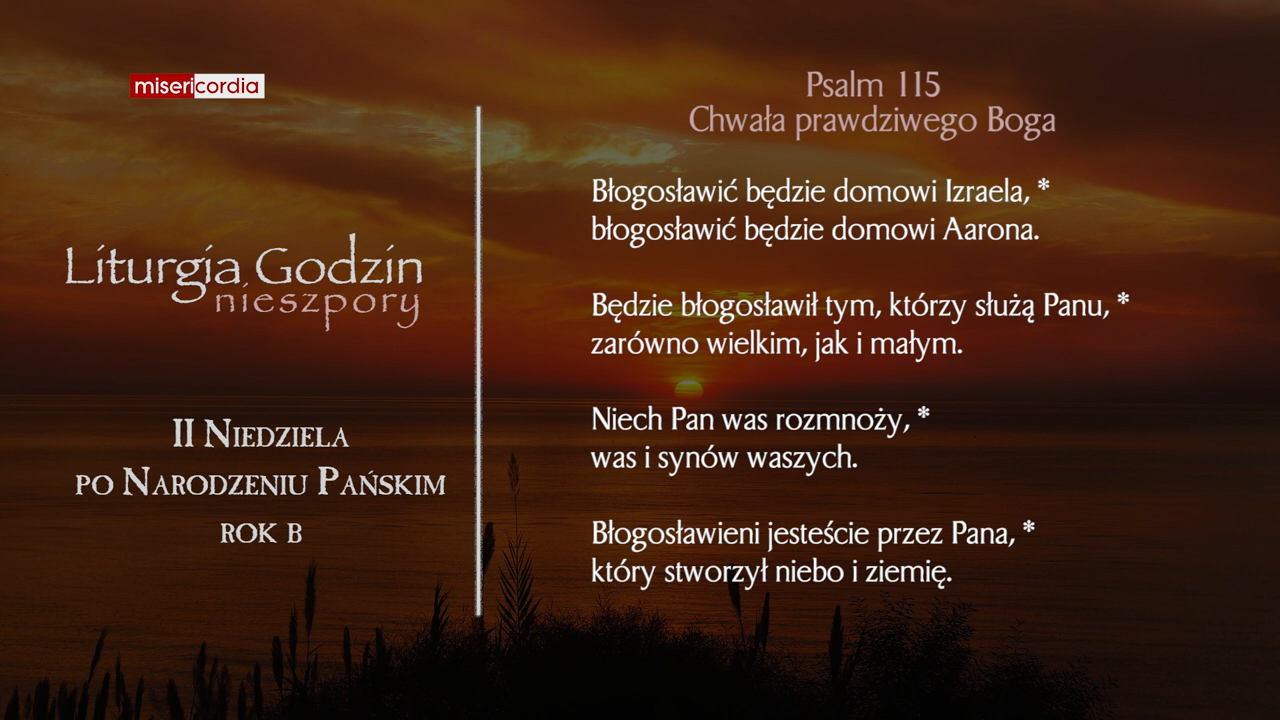 misericordia
Liturgia Godzin
nieszpory
II Niedziela
po Narodzeniu Pańskim
rok B
Psalm 115
Chwała prawdziwego Boga
Błogosławić będzie domowi Izraela, *
błogosławić będzie domowi Aarona.
Będzie błogosławił tym, którzy służą Panu, *
zarówno wielkim, jak i małym.
Niech Pan was rozmnoży, *
was i synów waszych.
Błogosławieni jesteście przez Pana, *
który stworzył niebo i ziemię.